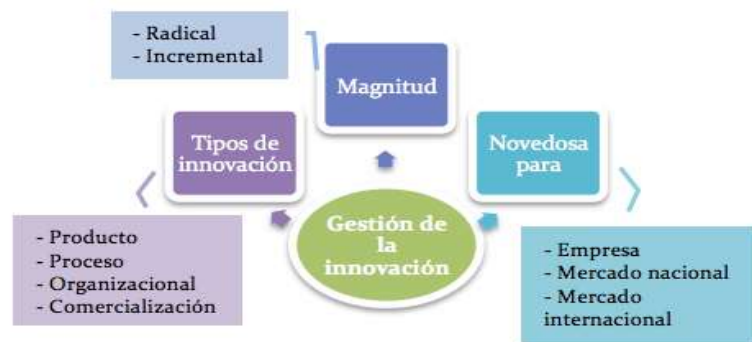 - Radical
- Incremental
Magnitud
Tipos de
innovación
Novedosa
para
Gestión de
la
innovación
- Producto
- Proceso
- Organizacional
- Comercialización
- Empresa
- Mercado nacional
- Mercado
internacional